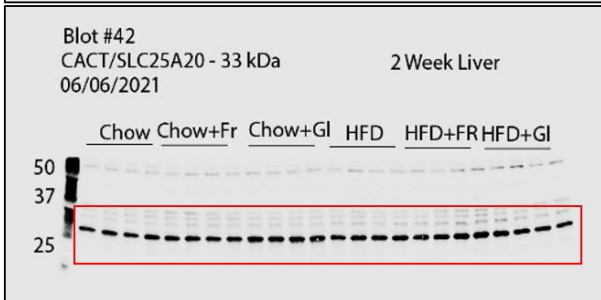 Blot #42
CACT/SLC25A20 - 33 kDa
2 Week Liver
06/06/2021
Chow Chow+Fr Chow+Gl HFD HFD+FR HFD+Gl
50
37
25